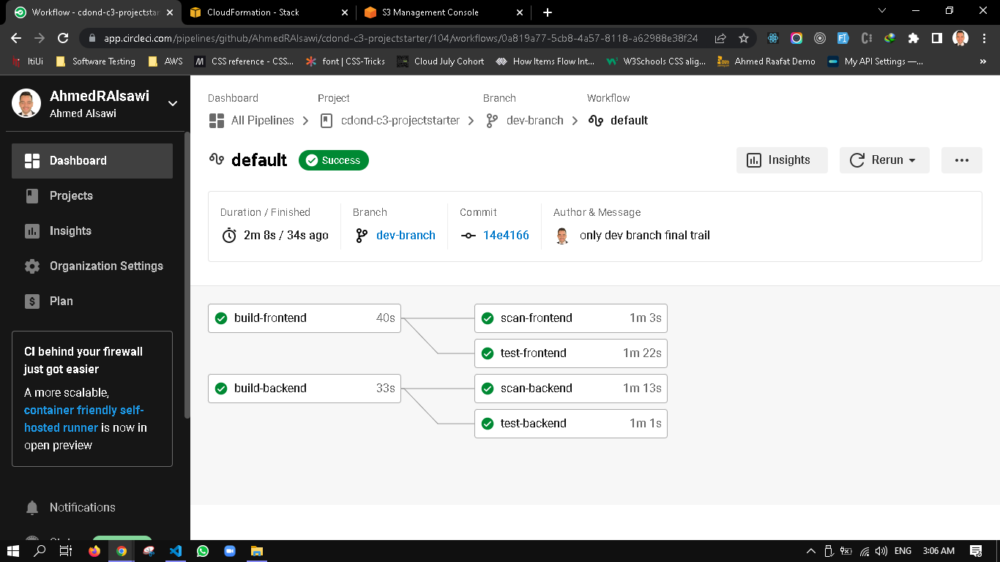 Workflow - cdond-c3-projectstar
CloudFormation - Stack
S3 Management Console
app.circleci.com/pipelines/github/AhmedRAlsawi/cdond-c3-projectstarter/104/workflows/0a819a77-5cb8-4a57-8118-a62988e38f24
ItiUi
Software Testing
AWS
CSS reference - CSS...
font | CSS-Tricks
Cloud July Cohort
How Items Flow Int...
W3Schools CSS alig...
Ahmed Raafat Demo
My API Settings —...
»
AhmedRAlsawi
Ahmed Alsawi
Dashboard
Projects
Insights
Organization Settings
Plan
CI behind your firewall
just got easier
A more scalable,
container friendly self-
hosted runner is now in
open preview
Notifications
Dashboard Project Branch Workflow
All Pipelines cdond-c3-projectstarter dev-branch default
default Success
Insights Rerun
Duration / Finished Branch Commit Author & Message
2m 8s / 34s ago dev-branch 14e4166 only dev branch final trail
build-frontend 40s scan-frontend 1m 3s
test-frontend 1m 22s
build-backend 33s scan-backend 1m 13s
test-backend 1m 1s
ENG 3:06 AM